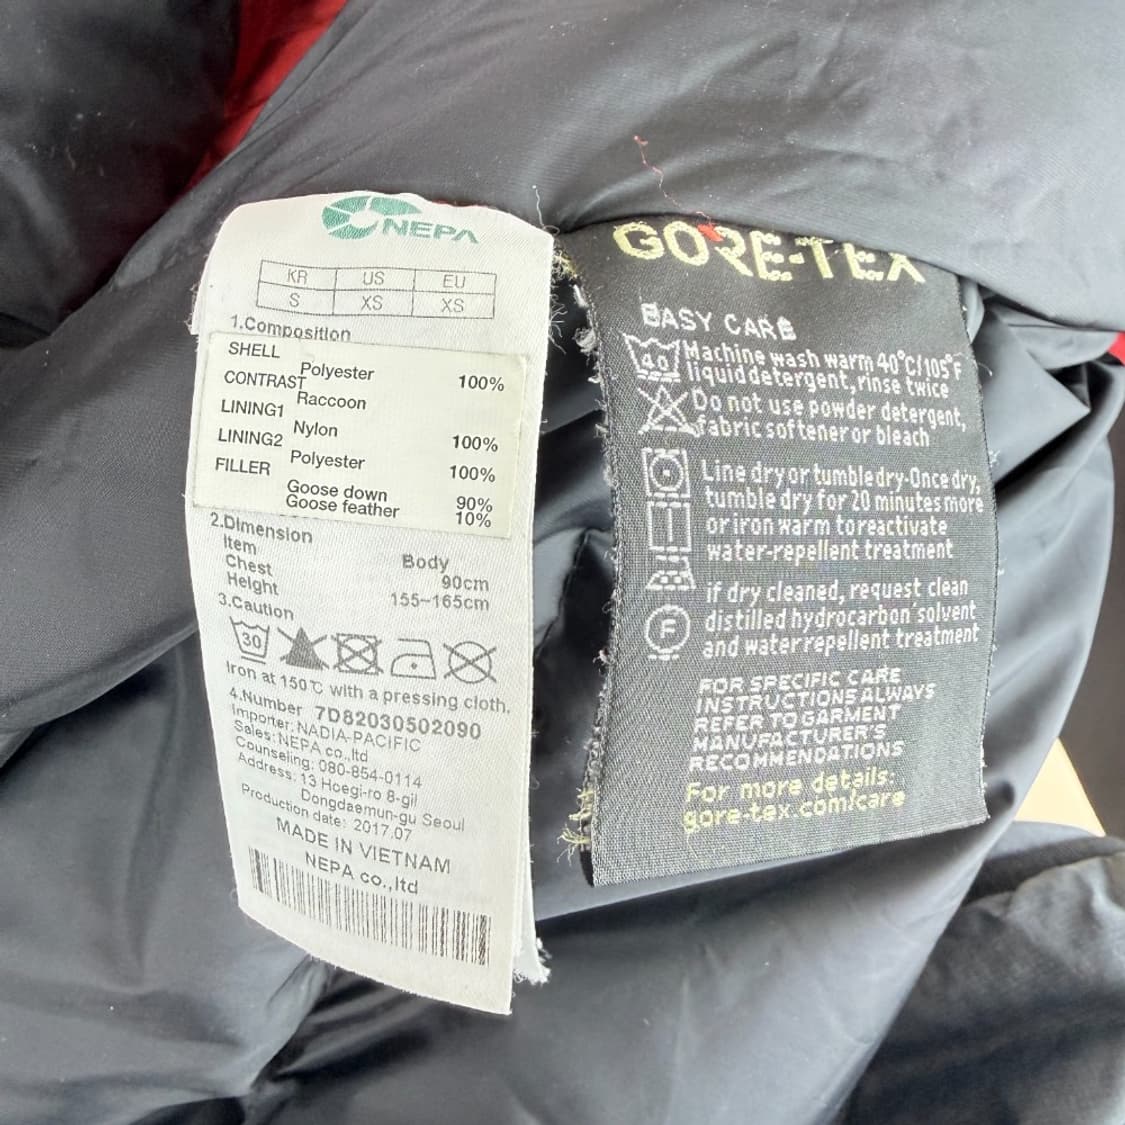 NEPA
KR US EU
S XS XS
1.Composition
SHELL
Polyester 100%
CONTRAST
Raccoon
LINING1
Nylon 100%
LINING2
Polyester 100%
FILLER
Goose down 90%
Goose feather 10%
2.Dimension
Item Body
Chest 90cm
Height 155~165cm
3.Caution
30
Iron at 150℃ with a pressing cloth.
4.Number 7D82030502090
Importer: NADIA-PACIFIC
Sales: NEPA co.,ltd
Counseling: 080-854-0114
Address: 13 Hoegi-ro 8-gil
Dongdaemun-gu Seoul
Production date: 2017.07
MADE IN VIETNAM
NEPA co.,ltd
GORE-TEX
EASY CARE
40
Machine wash warm 40°C/105°F
liquid detergent, rinse twice
Do not use powder detergent,
fabric softener or bleach
Line dry or tumble dry-Once dry,
tumble dry for 20 minutes more
or iron warm to reactivate
water-repellent treatment
if dry cleaned, request clean
distilled hydrocarbon solvent
and water repellent treatment
F
FOR SPECIFIC CARE
INSTRUCTIONS ALWAYS
REFER TO GARMENT
MANUFACTURER'S
RECOMMENDATIONS
For more details:
gore-tex.com/care